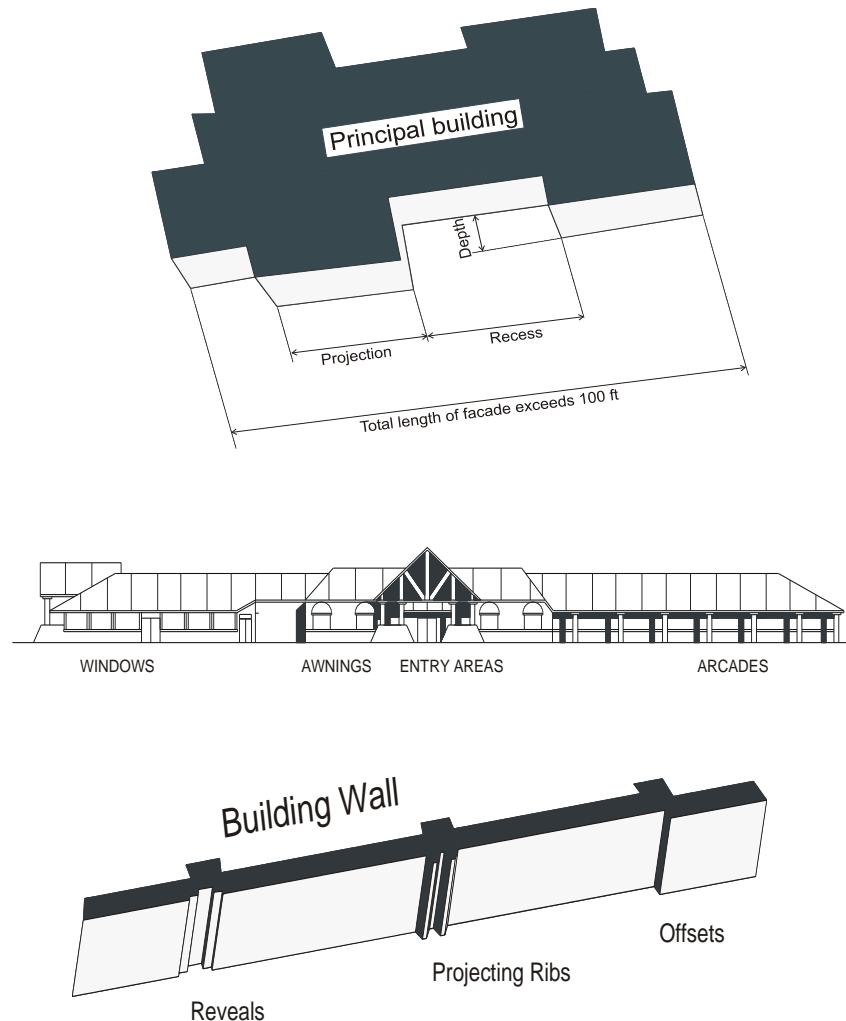 Principal building
Depth
Projection
Recess
Total length of facade exceeds 100 ft
WINDOWS
AWNINGS
ENTRY AREAS
ARCADES
Building Wall
Offsets
Projecting Ribs
Reveals